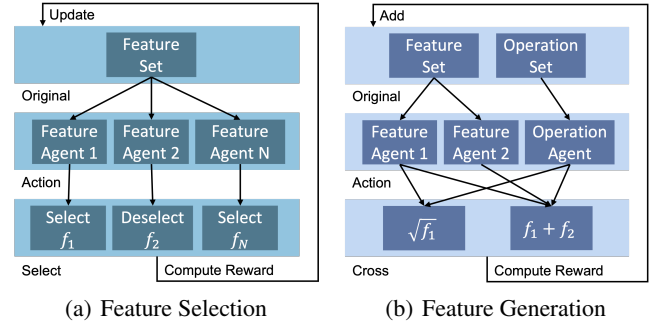 Update
Feature
Set
Original
Feature
Agent 1
Feature
Agent 2
Feature
Agent N
Action
Select
f₁
Deselect
f₂
Select
f_N
Select
Compute Reward
(a) Feature Selection
Add
Feature
Set
Operation
Set
Original
Feature
Agent 1
Feature
Agent 2
Operation
Agent
Action
√f₁
f₁ + f₂
Cross
Compute Reward
(b) Feature Generation